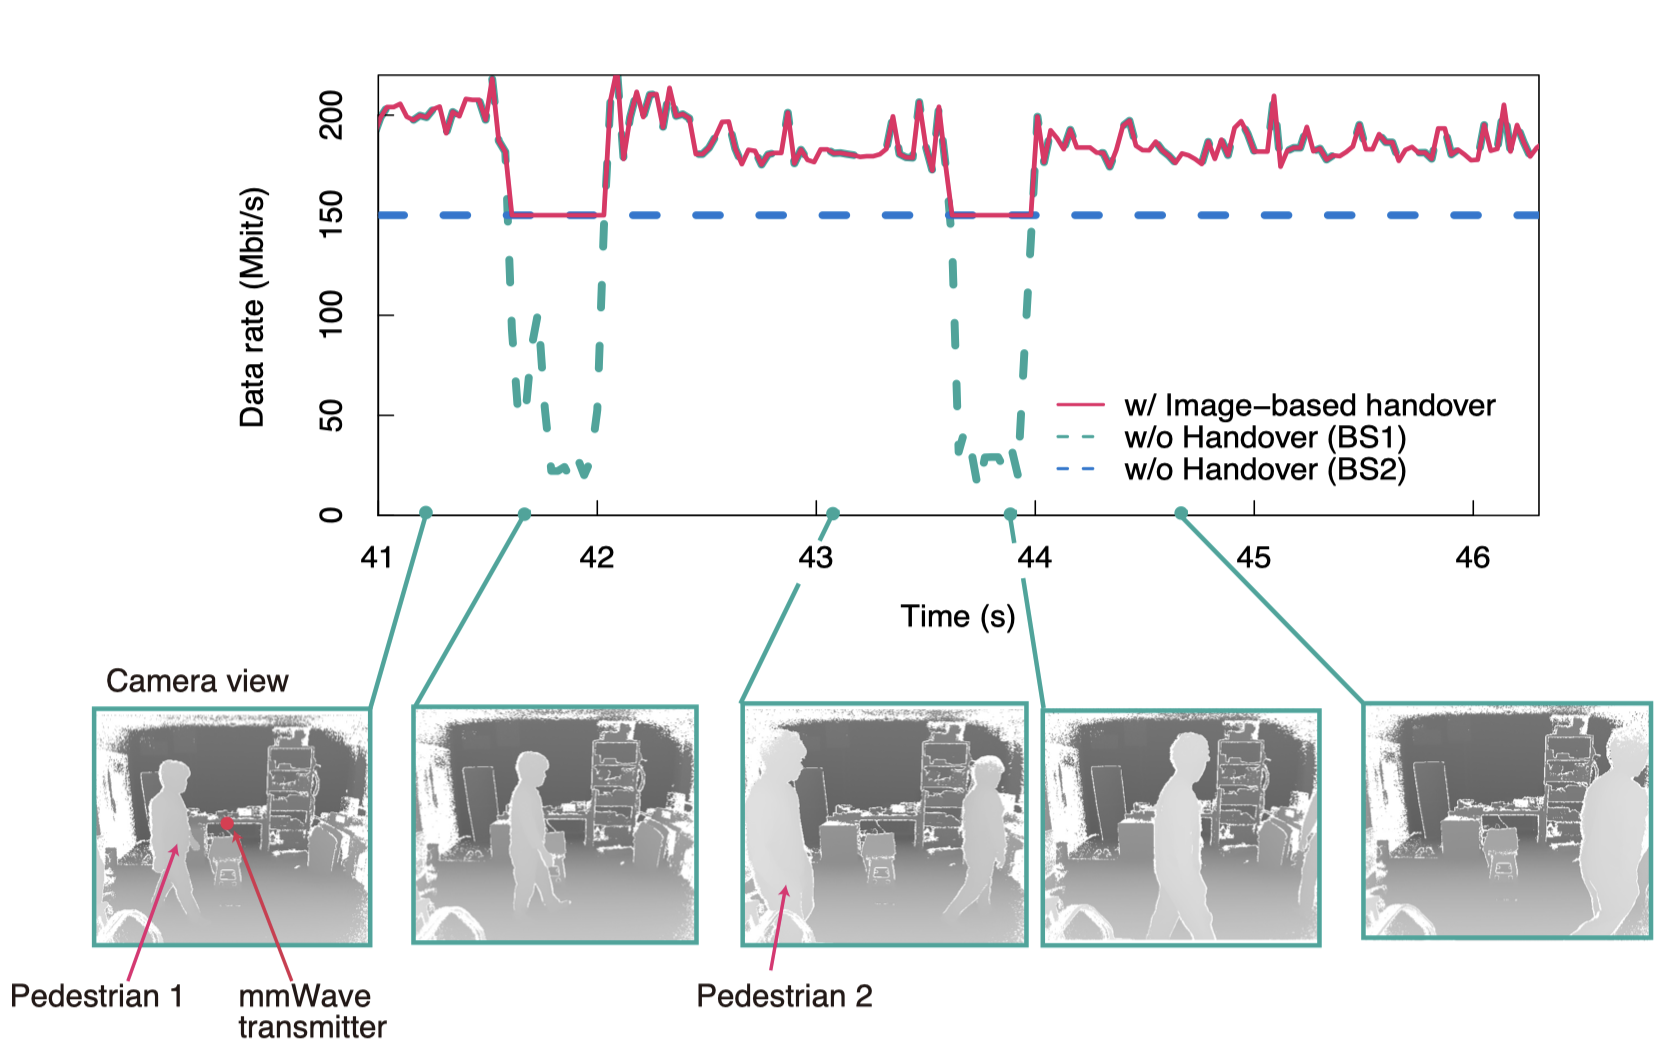 200
150
100
50
0
Data rate (Mbit/s)
w/ Image−based handover
w/o Handover (BS1)
w/o Handover (BS2)
41 42 43 44 45 46
Time (s)
Camera view
Pedestrian 1
mmWave
transmitter
Pedestrian 2